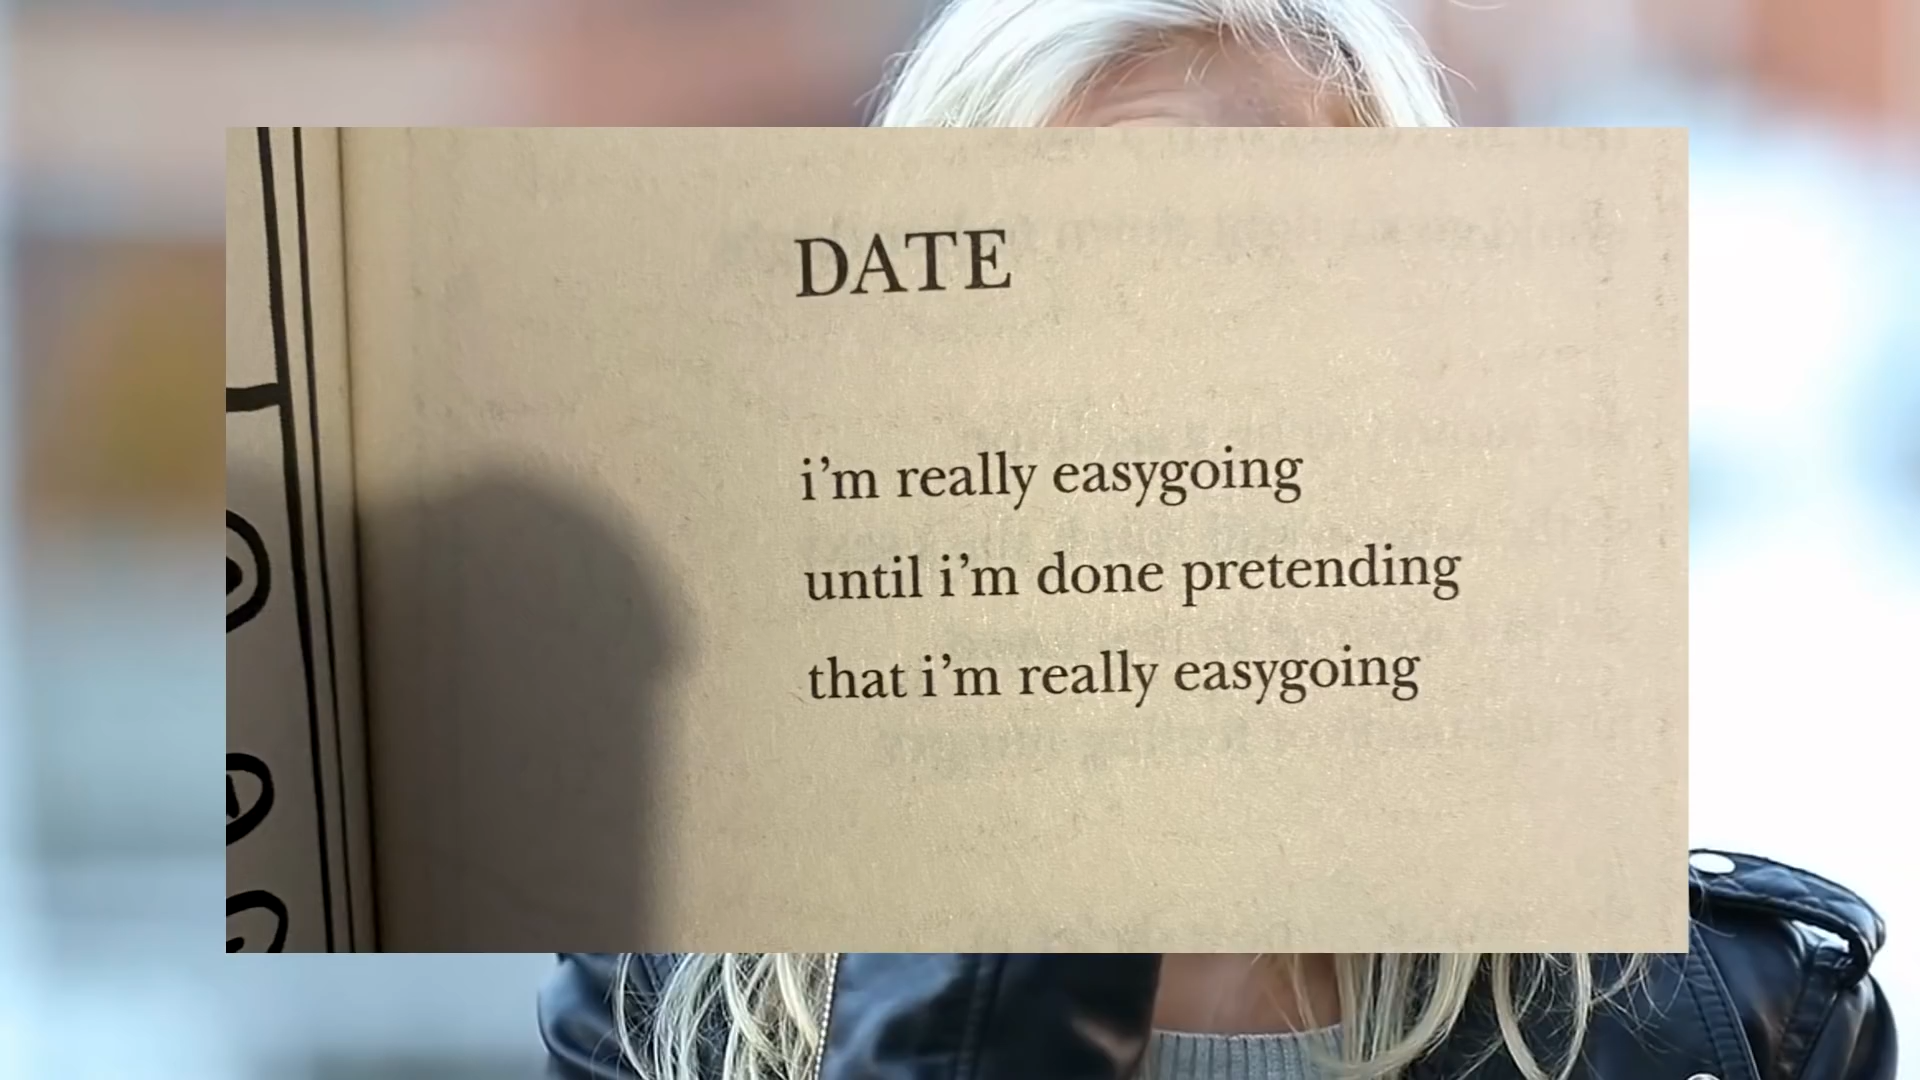 DATE
i’m really easygoing
until i’m done pretending
that i’m really easygoing